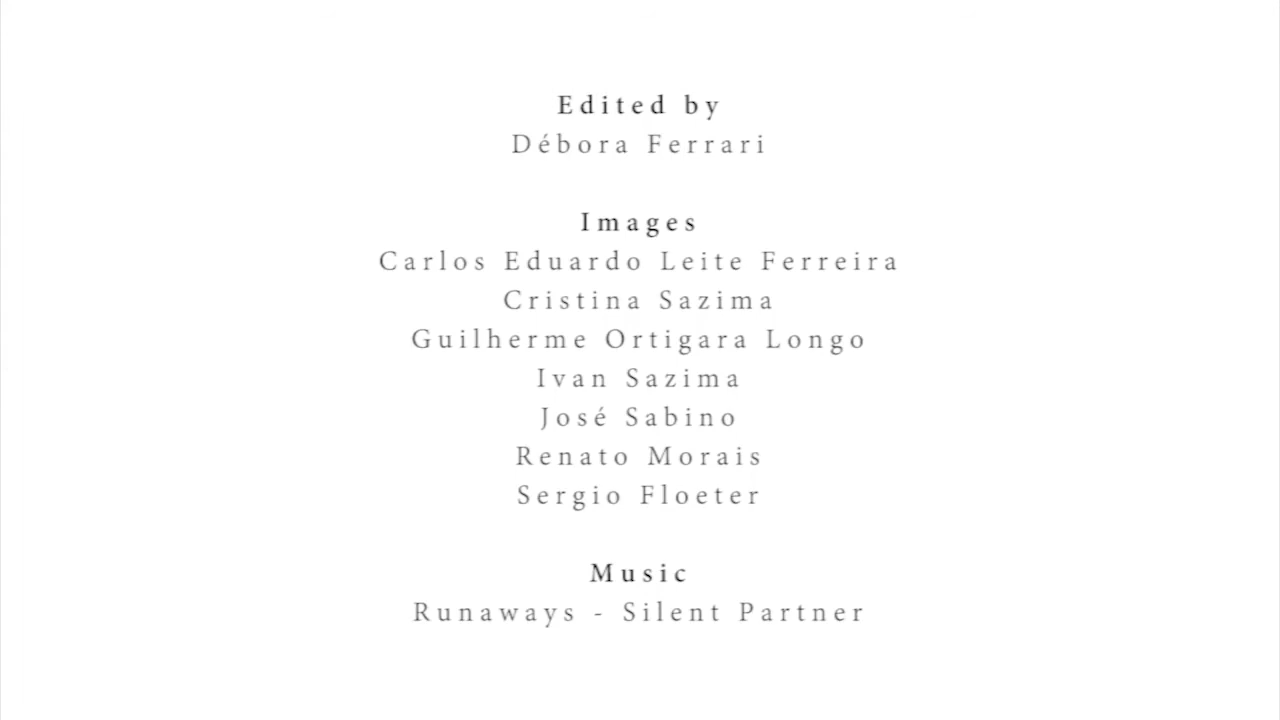 Edited by
Débora Ferrari
Images
Carlos Eduardo Leite Ferreira
Cristina Sazima
Guilherme Ortigara Longo
Ivan Sazima
José Sabino
Renato Morais
Sergio Floeter
Music
Runaways - Silent Partner